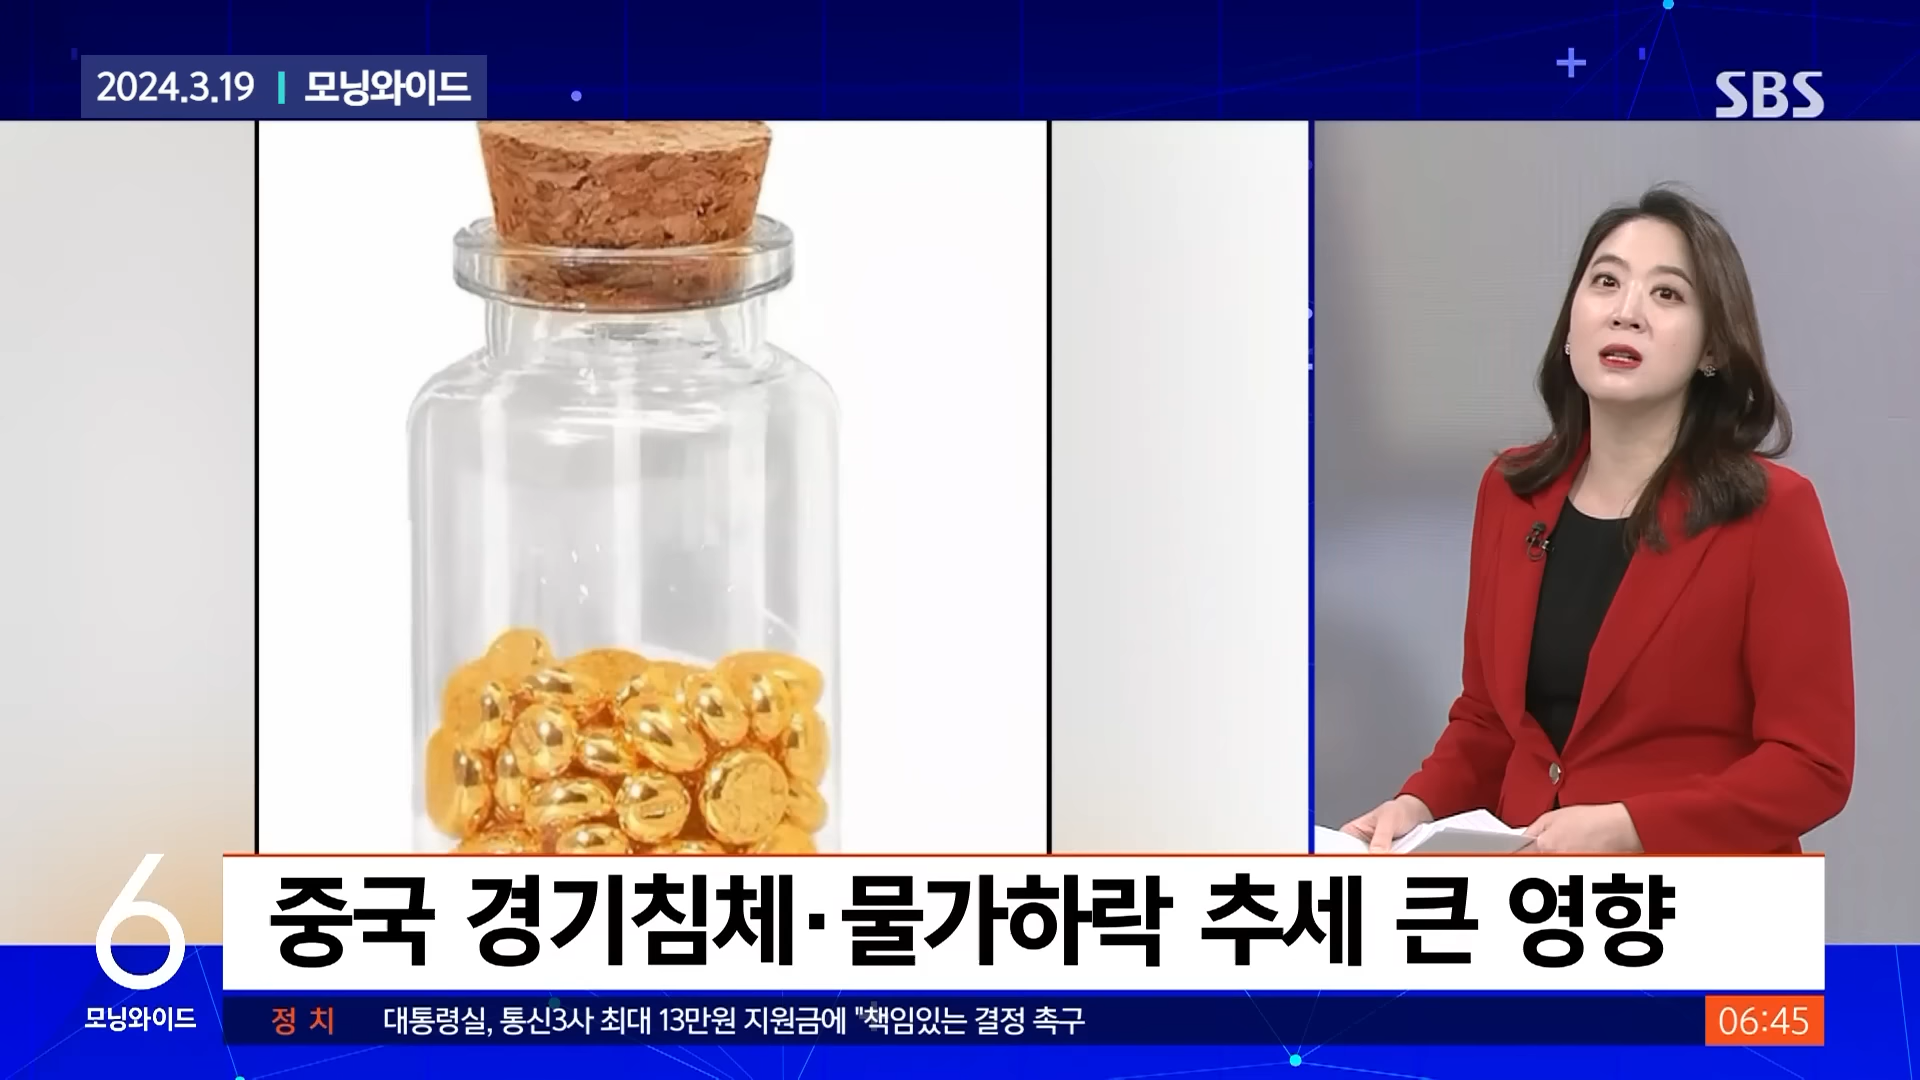 2024.3.19 | 모닝와이드
SBS
중국 경기침체·물가하락 추세 큰 영향
6
모닝와이드
정 치 대통령실, 통신3사 최대 13만원 지원금에 "책임있는 결정 촉구
06:45